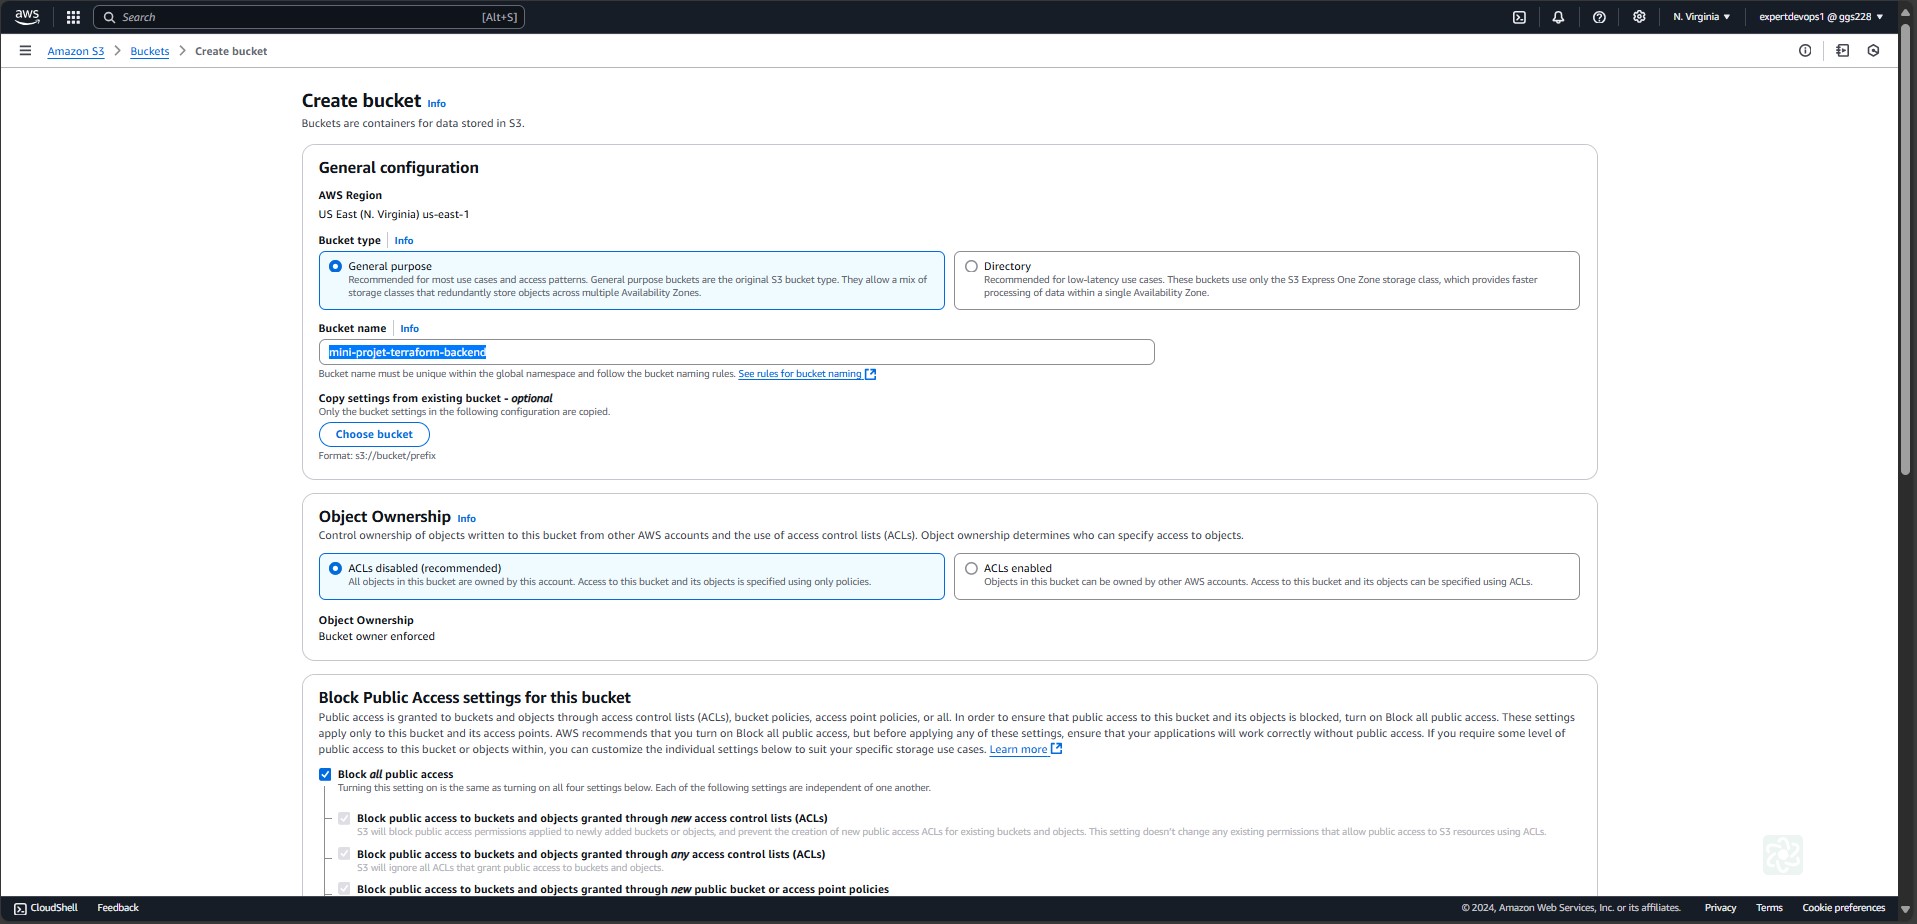 aws
Search
[Alt+S]
N. Virginia
expertdevops1 @ ggs228
Amazon S3
Buckets
Create bucket
Create bucket Info
Buckets are containers for data stored in S3.
General configuration
AWS Region
US East (N. Virginia) us-east-1
Bucket type Info
General purpose
Recommended for most use cases and access patterns. General purpose buckets are the original S3 bucket type. They allow a mix of
storage classes that redundantly store objects across multiple Availability Zones.
Directory
Recommended for low-latency use cases. These buckets use only the S3 Express One Zone storage class, which provides faster
processing of data within a single Availability Zone.
Bucket name Info
mini-projet-terraform-backend
Bucket name must be unique within the global namespace and follow the bucket naming rules. See rules for bucket naming
Copy settings from existing bucket - optional
Only the bucket settings in the following configuration are copied.
Choose bucket
Format: s3://bucket/prefix
Object Ownership Info
Control ownership of objects written to this bucket from other AWS accounts and the use of access control lists (ACLs). Object ownership determines who can specify access to objects.
ACLs disabled (recommended)
All objects in this bucket are owned by this account. Access to this bucket and its objects is specified using only policies.
ACLs enabled
Objects in this bucket can be owned by other AWS accounts. Access to this bucket and its objects can be specified using ACLs.
Object Ownership
Bucket owner enforced
Block Public Access settings for this bucket
Public access is granted to buckets and objects through access control lists (ACLs), bucket policies, access point policies, or all. In order to ensure that public access to this bucket and its objects is blocked, turn on Block all public access. These settings
apply only to this bucket and its access points. AWS recommends that you turn on Block all public access, but before applying any of these settings, ensure that your applications will work correctly without public access. If you require some level of
public access to this bucket or objects within, you can customize the individual settings below to suit your specific storage use cases. Learn more
Block all public access
Turning this setting on is the same as turning on all four settings below. Each of the following settings are independent of one another.
Block public access to buckets and objects granted through new access control lists (ACLs)
S3 will block public access permissions applied to newly added buckets or objects, and prevent the creation of new public access ACLs for existing buckets and objects. This setting doesn't change any existing permissions that allow public access to S3 resources using ACLs.
Block public access to buckets and objects granted through any access control lists (ACLs)
S3 will ignore all ACLs that grant public access to buckets and objects.
Block public access to buckets and objects granted through new public bucket or access point policies
CloudShell
Feedback
© 2024, Amazon Web Services, Inc. or its affiliates.
Privacy
Terms
Cookie preferences